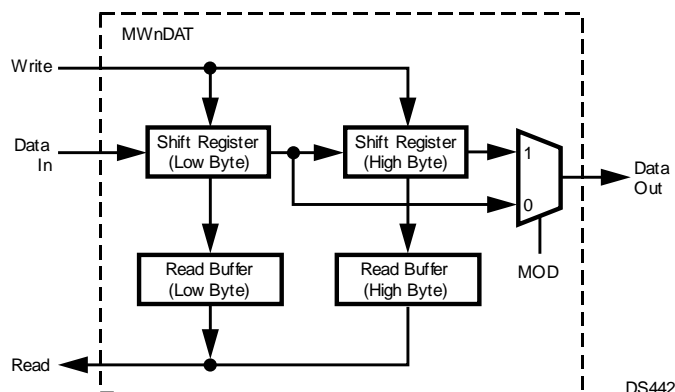 MWnDAT
Write
Data
In
Shift Register
(Low Byte)
Shift Register
(High Byte)
1
0
Data
Out
MOD
Read Buffer
(Low Byte)
Read Buffer
(High Byte)
Read
DS442